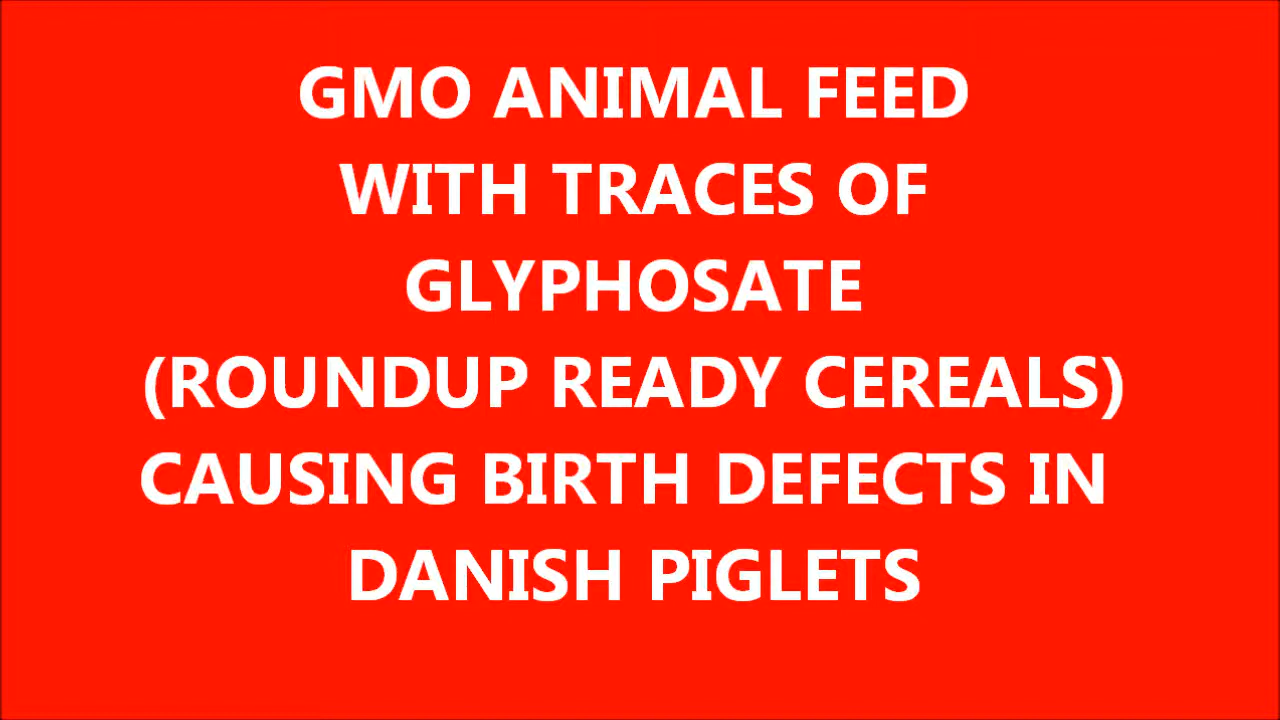 GMO ANIMAL FEED
WITH TRACES OF
GLYPHOSATE
(ROUNDUP READY CEREALS)
CAUSING BIRTH DEFECTS IN
DANISH PIGLETS